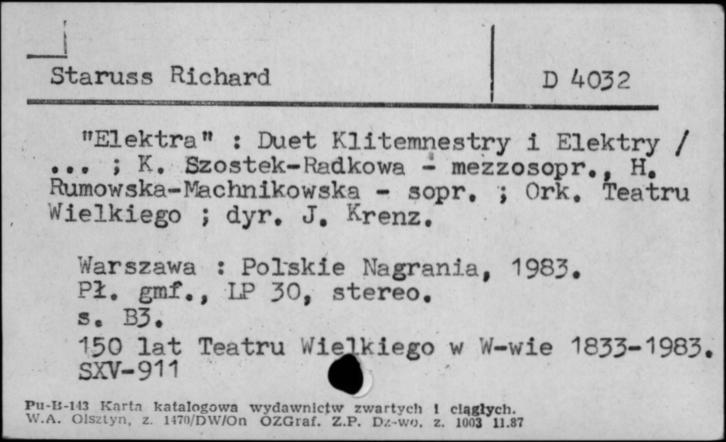 Staruss Richard
D 4032
"Elektra" : Duet Klitemnestry i Elektry /
... ; K. Szostek-Radkowa - mezzosopr., H.
Rumowska-Machnikowska - sopr. ; Ork. Teatru
Wielkiego ; dyr. J. Krenz.
Warszawa : Polskie Nagrania, 1983.
Pł. gmf., LP 30, stereo.
s. B3.
150 lat Teatru Wielkiego w W-wie 1833-1983.
SXV-911
Pu-B-143 Karta katalogowa wydawnictw zwartych i ciągłych.
W.A. Olsztyn, z. 1470/DW/On OZGraf. Z.P. Dz-wo. z. 1003 11.87